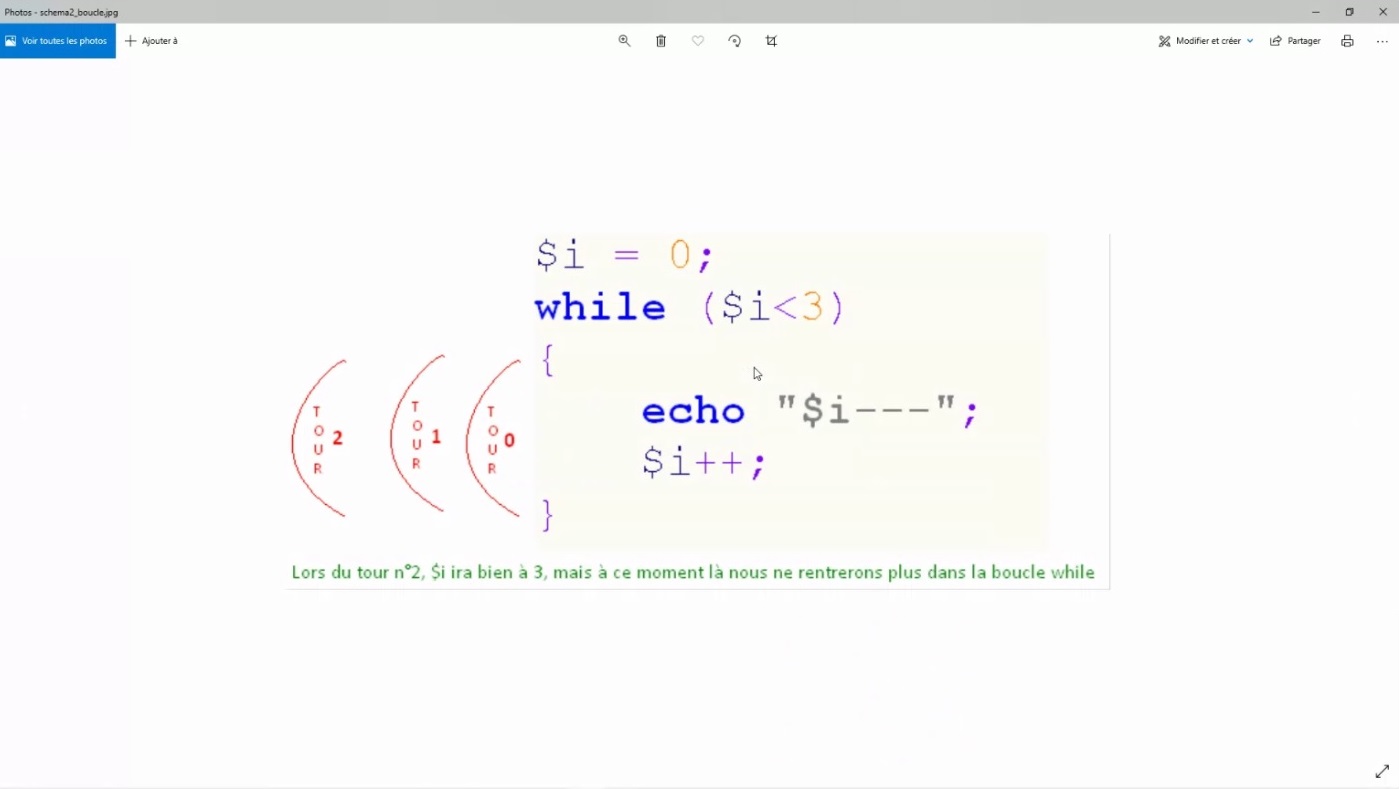 Photos - schema2_boucle.jpg
Voir toutes les photos
Ajouter à
Modifier et créer
Partager
$i = 0;
while ($i<3)
{
echo "$i---";
$i++;
}
TOUR 2
TOUR 1
TOUR 0
Lors du tour n°2, $i ira bien à 3, mais à ce moment là nous ne rentrerons plus dans la boucle while